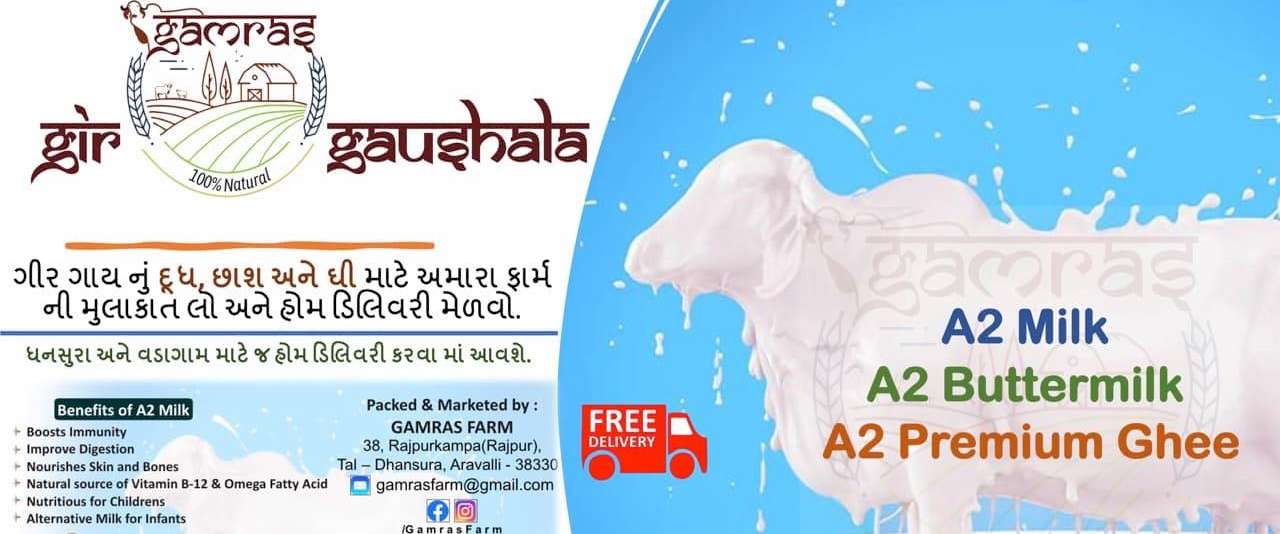 gamras
gir gaushala
100% Natural
ગીર ગાય નું દૂધ, છાશ અને ઘી માટે અમારા ફાર્મ
ની મુલાકાત લો અને હોમ ડિલિવરી મેળવો.
ધનસુરા અને વડાગામ માટે જ હોમ ડિલિવરી કરવા માં આવશે.
Benefits of A2 Milk
Boosts Immunity
Improve Digestion
Nourishes Skin and Bones
Natural source of Vitamin B-12 & Omega Fatty Acid
Nutritious for Childrens
Alternative Milk for Infants
Packed & Marketed by :
GAMRAS FARM
38, Rajpurkampa(Rajpur),
Tal – Dhansura, Aravalli - 38330
gamrasfarm@gmail.com
/GamrasFarm
FREE
DELIVERY
gamras
A2 Milk
A2 Buttermilk
A2 Premium Ghee